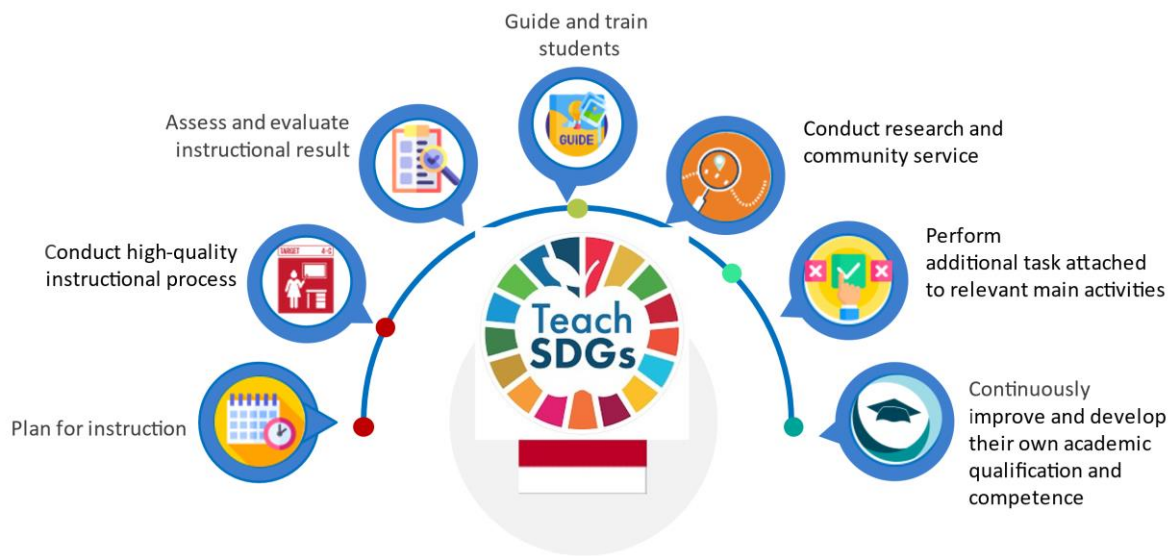 Plan for instruction
Conduct high-quality
instructional process
TARGET 4-C
Assess and evaluate
instructional result
Guide and train
students
GUIDE
Conduct research and
community service
Perform
additional task attached
to relevant main activities
Continuously
improve and develop
their own academic
qualification and
competence
Teach
SDGs